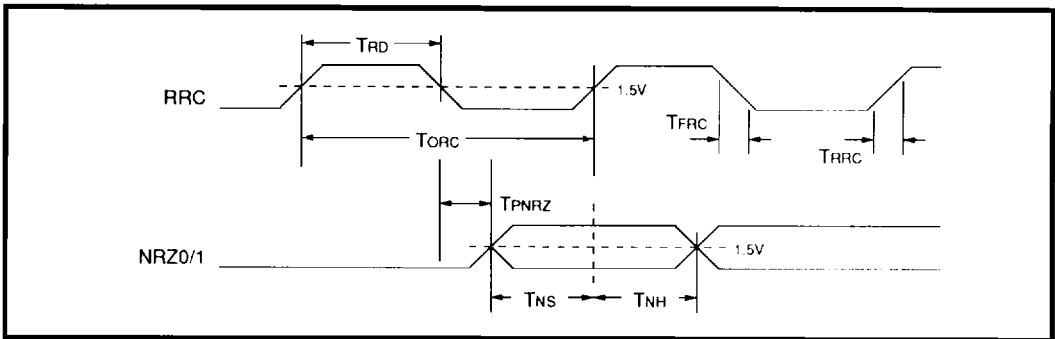 TRD
RRC
1.5V
TFRC
TORC
TRRC
TPNRZ
NRZ0/1
1.5V
TNS
TNH